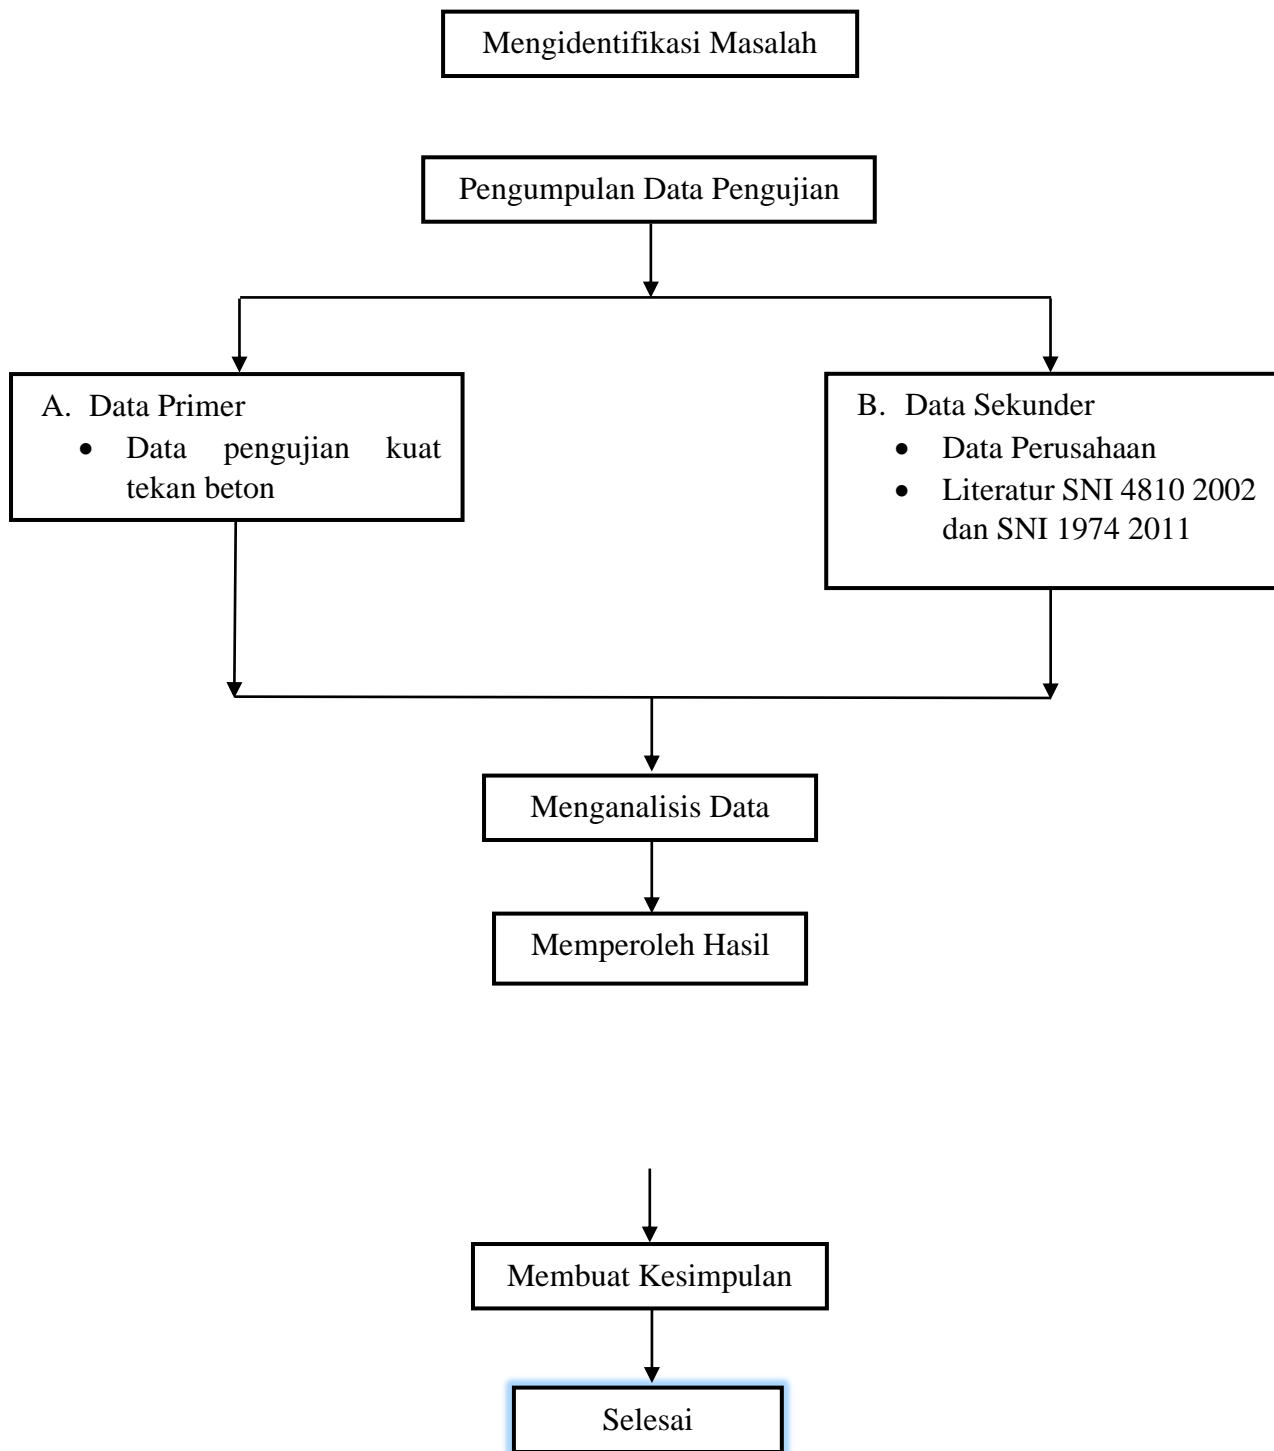 Mengidentifikasi Masalah
Pengumpulan Data Pengujian
A. Data Primer
• Data pengujian kuat
tekan beton
B. Data Sekunder
• Data Perusahaan
• Literatur SNI 4810 2002
dan SNI 1974 2011
Menganalisis Data
Memperoleh Hasil
Membuat Kesimpulan
Selesai